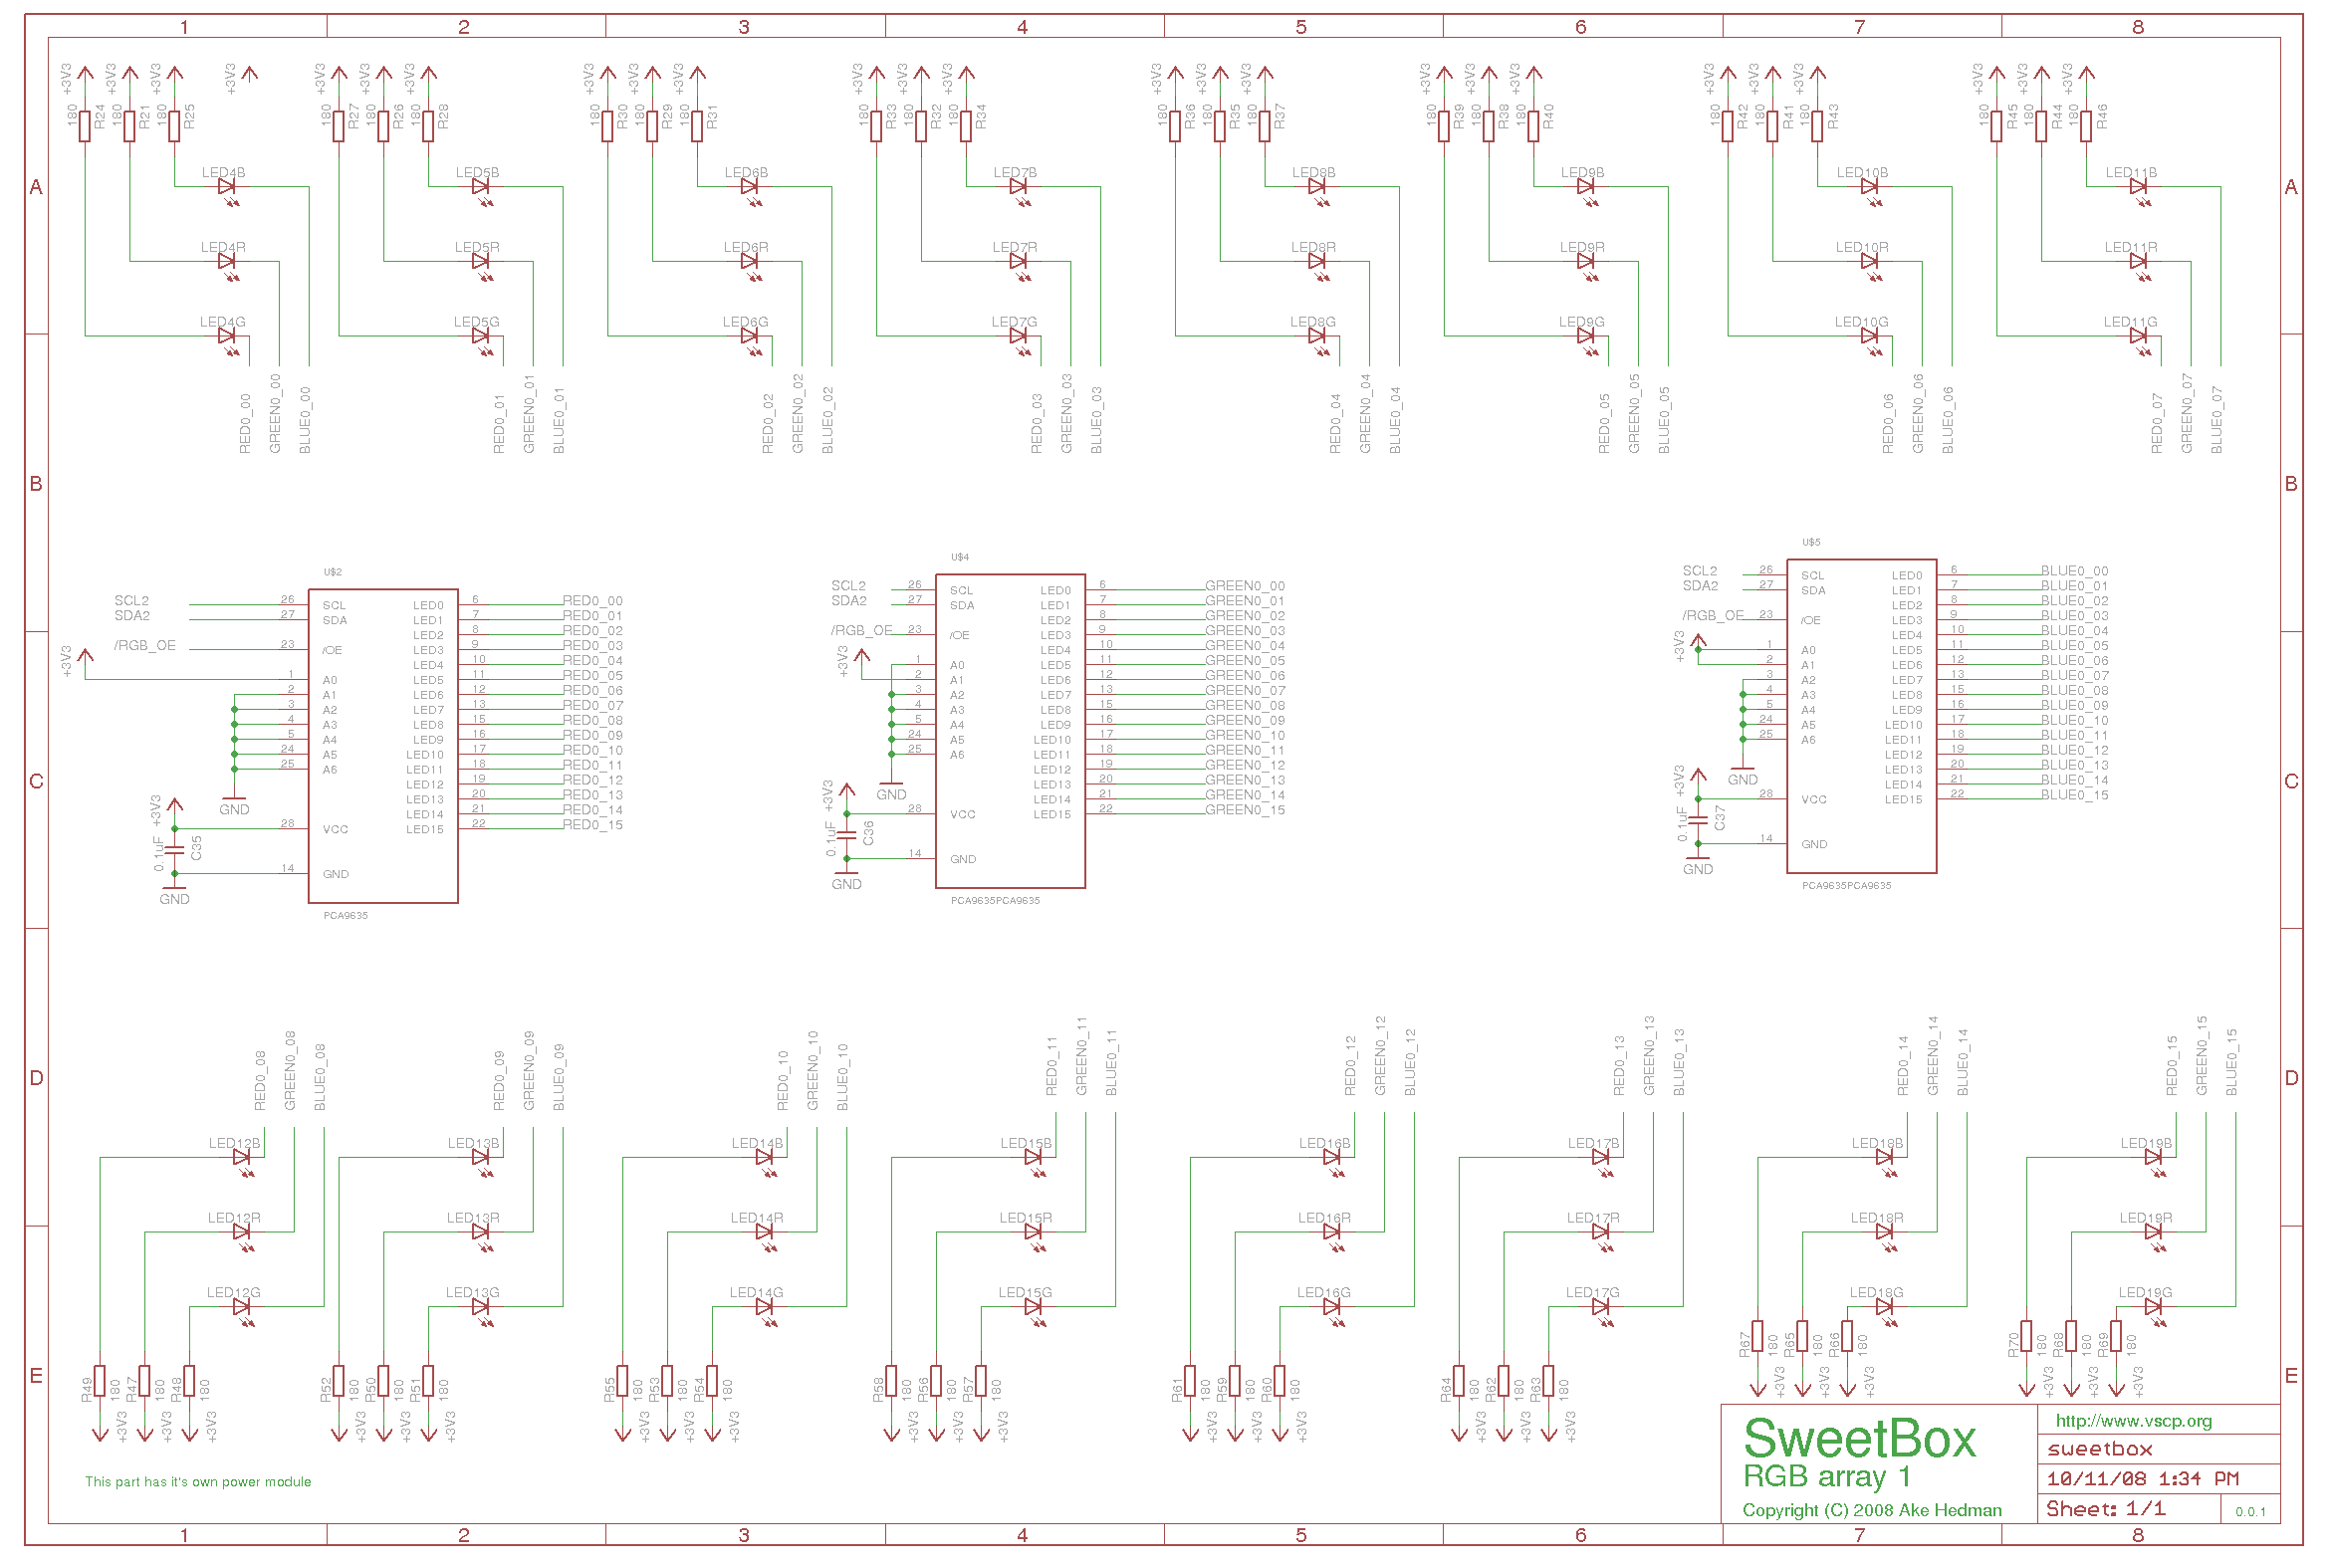 1 2 3 4 5 6 7 8
+3V3 +3V3 +3V3 +3V3 +3V3 +3V3 +3V3 +3V3 +3V3 +3V3 +3V3 +3V3 +3V3 +3V3 +3V3 +3V3 +3V3 +3V3 +3V3 +3V3 +3V3 +3V3 +3V3 +3V3 +3V3
180 R24 180 R21 180 R25 180 R27 180 R26 180 R28 180 R30 180 R29 180 R31 180 R33 180 R32 180 R34 180 R36 180 R35 180 R37 180 R39 180 R38 180 R40 180 R42 180 R41 180 R43 180 R45 180 R44 180 R46
A LED4B LED5B LED6B LED7B LED8B LED9B LED10B LED11B A
LED4R LED5R LED6R LED7R LED8R LED9R LED10R LED11R
LED4G LED5G LED6G LED7G LED8G LED9G LED10G LED11G
RED0_00 GREEN0_00 BLUE0_00 RED0_01 GREEN0_01 BLUE0_01 RED0_02 GREEN0_02 BLUE0_02 RED0_03 GREEN0_03 BLUE0_03 RED0_04 GREEN0_04 BLUE0_04 RED0_05 GREEN0_05 BLUE0_05 RED0_06 GREEN0_06 BLUE0_06 RED0_07 GREEN0_07 BLUE0_07
B B
U$2
SCL2 26 SCL LED0 6 RED0_00
SDA2 27 SDA LED1 7 RED0_01
LED2 8 RED0_02
/RGB_OE 23 /OE LED3 9 RED0_03
LED4 10 RED0_04
+3V3 1 A0 LED5 11 RED0_05
2 A1 LED6 12 RED0_06
3 A2 LED7 13 RED0_07
4 A3 LED8 15 RED0_08
5 A4 LED9 16 RED0_09
24 A5 LED10 17 RED0_10
25 A6 LED11 18 RED0_11
LED12 19 RED0_12
GND LED13 20 RED0_13
LED14 21 RED0_14
+3V3 28 VCC LED15 22 RED0_15
0.1uF C35
14 GND
GND
PCA9635
U$4
SCL2 26 SCL LED0 6 GREEN0_00
SDA2 27 SDA LED1 7 GREEN0_01
LED2 8 GREEN0_02
/RGB_OE 23 /OE LED3 9 GREEN0_03
LED4 10 GREEN0_04
1 A0 LED5 11 GREEN0_05
+3V3 2 A1 LED6 12 GREEN0_06
3 A2 LED7 13 GREEN0_07
4 A3 LED8 15 GREEN0_08
5 A4 LED9 16 GREEN0_09
24 A5 LED10 17 GREEN0_10
25 A6 LED11 18 GREEN0_11
LED12 19 GREEN0_12
GND LED13 20 GREEN0_13
LED14 21 GREEN0_14
+3V3 28 VCC LED15 22 GREEN0_15
0.1uF C36
14 GND
GND
PCA9635PCA9635
U$5
SCL2 26 SCL LED0 6 BLUE0_00
SDA2 27 SDA LED1 7 BLUE0_01
LED2 8 BLUE0_02
/RGB_OE 23 /OE LED3 9 BLUE0_03
LED4 10 BLUE0_04
+3V3 1 A0 LED5 11 BLUE0_05
2 A1 LED6 12 BLUE0_06
3 A2 LED7 13 BLUE0_07
4 A3 LED8 15 BLUE0_08
5 A4 LED9 16 BLUE0_09
24 A5 LED10 17 BLUE0_10
25 A6 LED11 18 BLUE0_11
LED12 19 BLUE0_12
GND LED13 20 BLUE0_13
LED14 21 BLUE0_14
+3V3 28 VCC LED15 22 BLUE0_15
0.1uF C37
14 GND
GND
PCA9635PCA9635
C C
RED0_08 GREEN0_08 BLUE0_08 RED0_09 GREEN0_09 BLUE0_09 RED0_10 GREEN0_10 BLUE0_10 RED0_11 GREEN0_11 BLUE0_11 RED0_12 GREEN0_12 BLUE0_12 RED0_13 GREEN0_13 BLUE0_13 RED0_14 GREEN0_14 BLUE0_14 RED0_15 GREEN0_15 BLUE0_15
D D
LED12B LED13B LED14B LED15B LED16B LED17B LED18B LED19B
LED12R LED13R LED14R LED15R LED16R LED17R LED18R LED19R
LED12G LED13G LED14G LED15G LED16G LED17G LED18G LED19G
E R49 180 R47 180 R48 180 R52 180 R50 180 R51 180 R55 180 R53 180 R54 180 R58 180 R56 180 R57 180 R61 180 R59 180 R60 180 R64 180 R62 180 R63 180 R67 180 R65 180 R66 180 R70 180 R68 180 R69 180 E
+3V3 +3V3 +3V3 +3V3 +3V3 +3V3 +3V3 +3V3 +3V3 +3V3 +3V3 +3V3 +3V3 +3V3 +3V3 +3V3 +3V3 +3V3 +3V3 +3V3 +3V3 +3V3 +3V3 +3V3
This part has it's own power module
SweetBox
RGB array 1
Copyright (C) 2008 Ake Hedman
http://www.vscp.org
sweetbox
10/11/08 1:34 PM
Sheet: 1/1 0.0.1
1 2 3 4 5 6 7 8